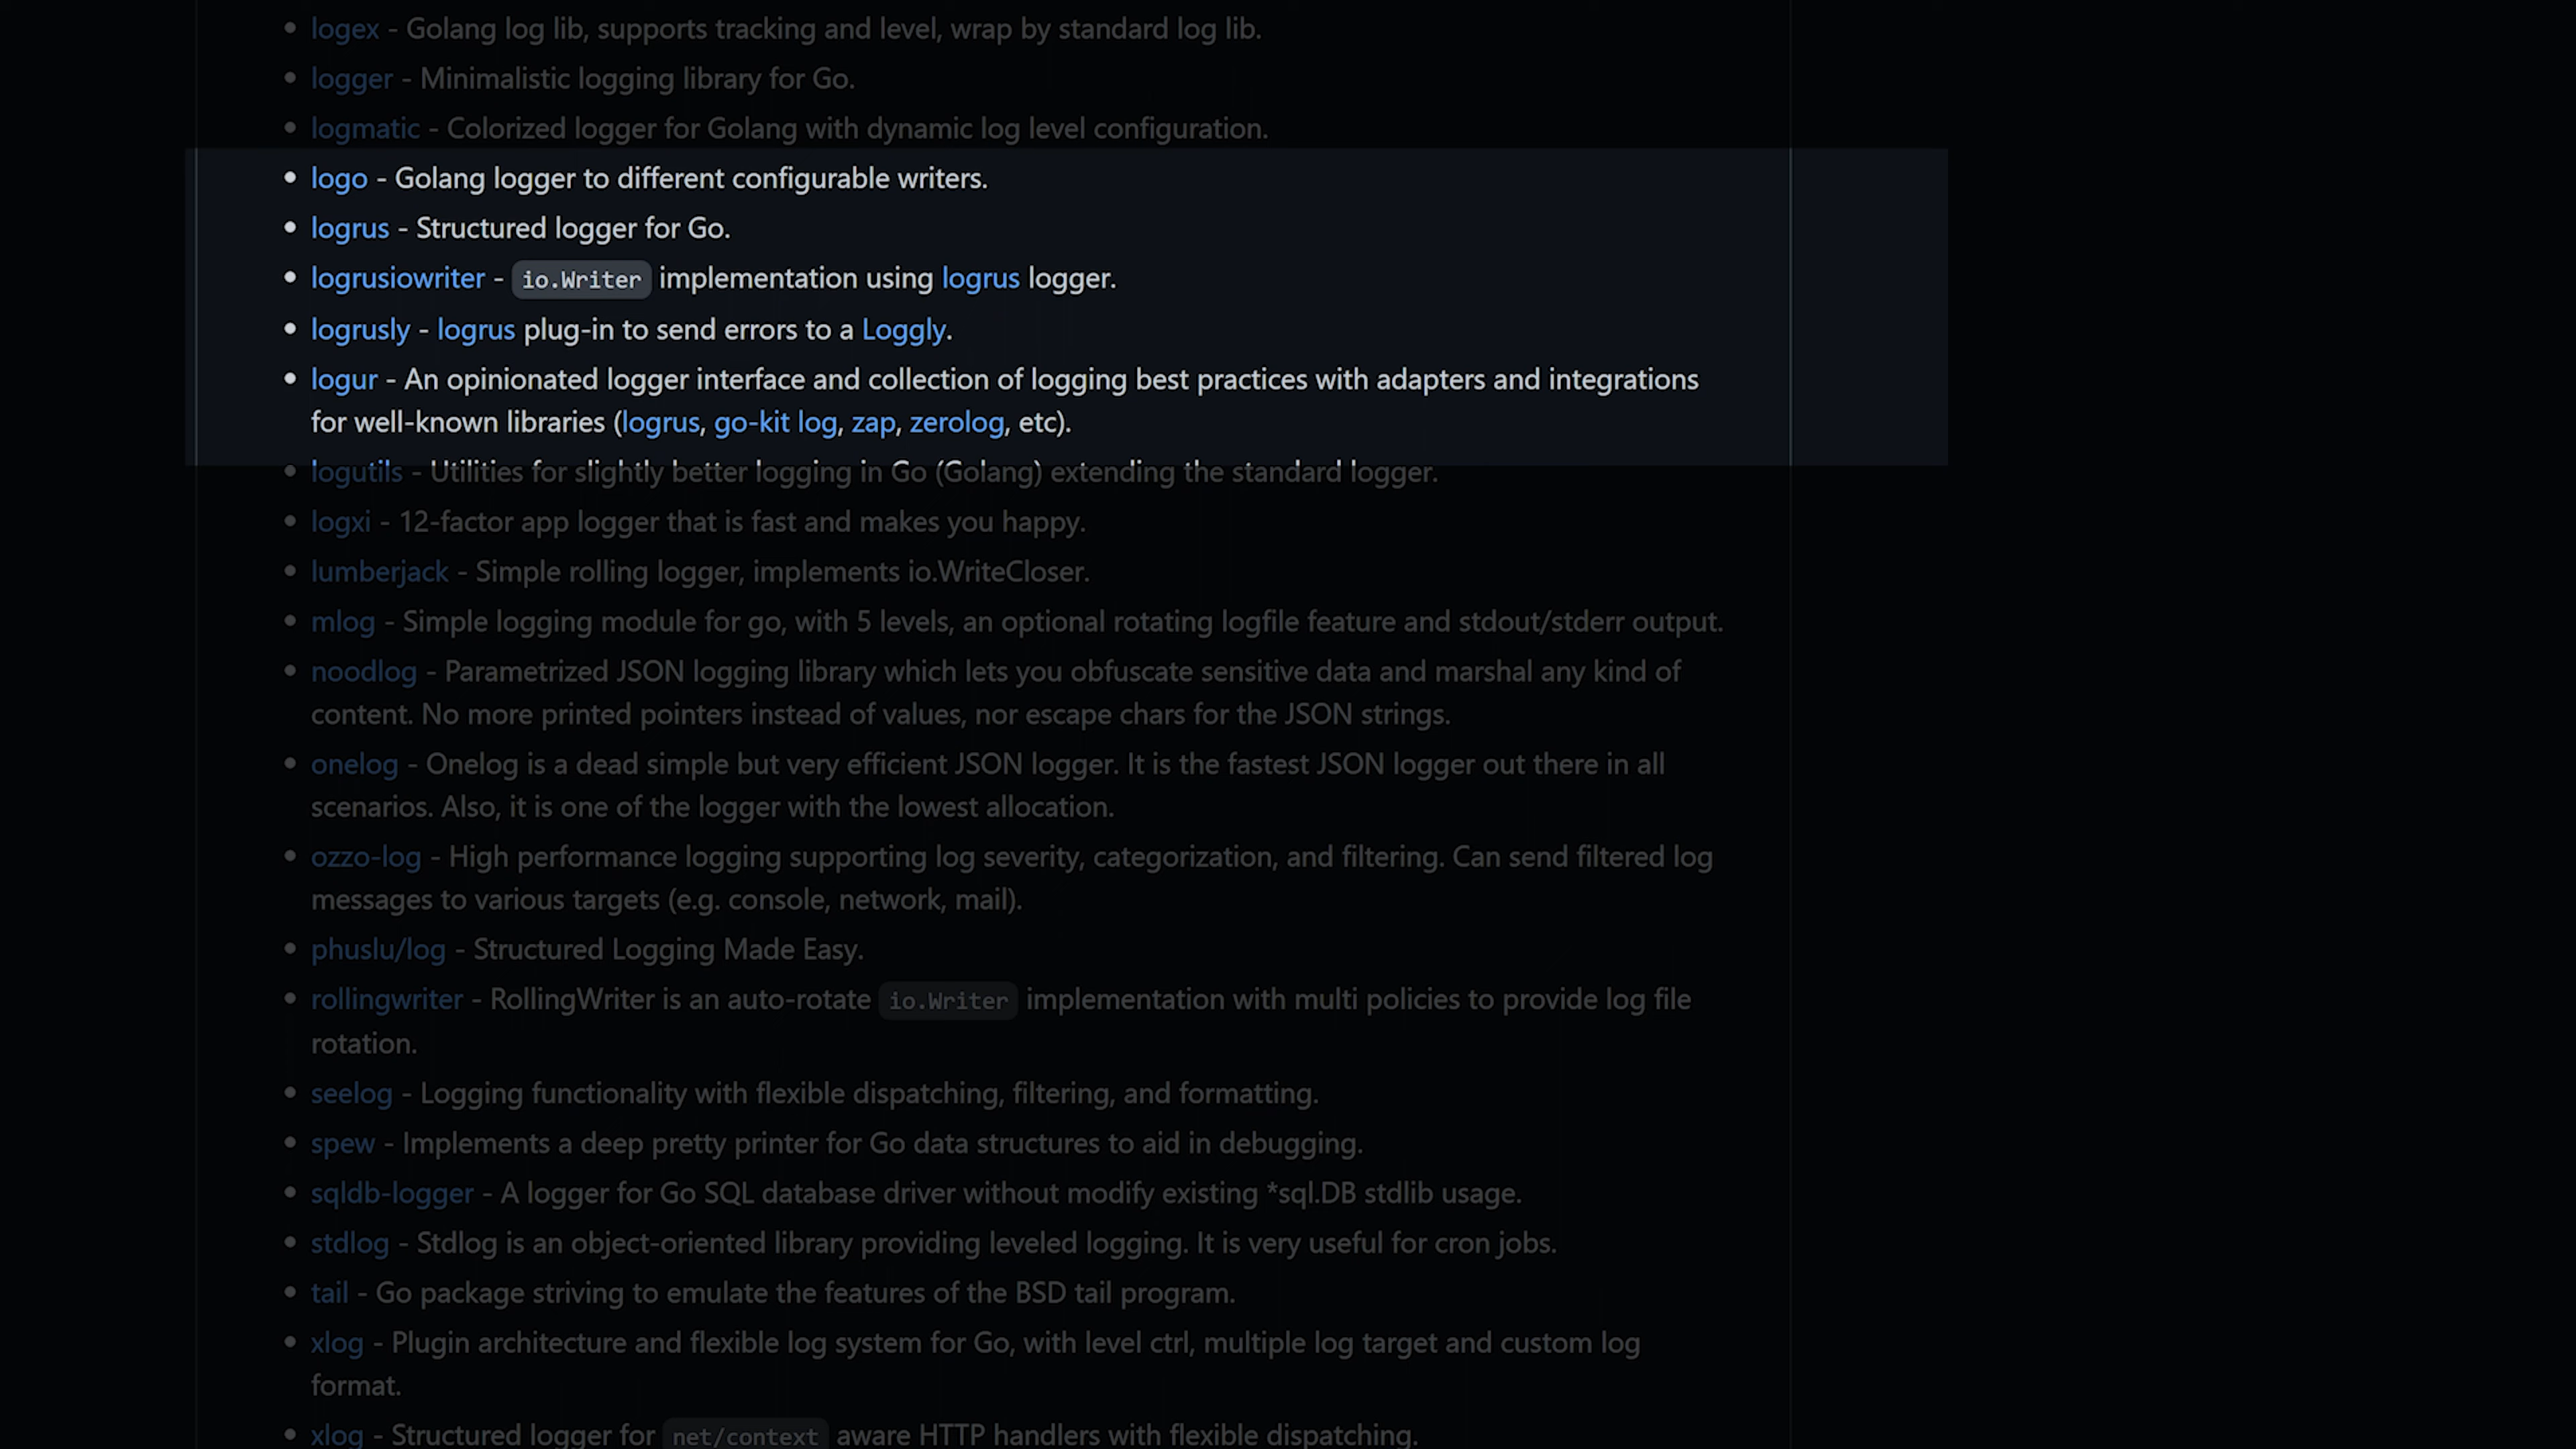 • logex - Golang log lib, supports tracking and level, wrap by standard log lib.
• logger - Minimalistic logging library for Go.
• logmatic - Colorized logger for Golang with dynamic log level configuration.
• logo - Golang logger to different configurable writers.
• logrus - Structured logger for Go.
• logrusiowriter - io.Writer implementation using logrus logger.
• logrusly - logrus plug-in to send errors to a Loggly.
• logur - An opinionated logger interface and collection of logging best practices with adapters and integrations
for well-known libraries (logrus, go-kit log, zap, zerolog, etc).
• logutils - Utilities for slightly better logging in Go (Golang) extending the standard logger.
• logxi - 12-factor app logger that is fast and makes you happy.
• lumberjack - Simple rolling logger, implements io.WriteCloser.
• mlog - Simple logging module for go, with 5 levels, an optional rotating logfile feature and stdout/stderr output.
• noodlog - Parametrized JSON logging library which lets you obfuscate sensitive data and marshal any kind of
content. No more printed pointers instead of values, nor escape chars for the JSON strings.
• onelog - Onelog is a dead simple but very efficient JSON logger. It is the fastest JSON logger out there in all
scenarios. Also, it is one of the logger with the lowest allocation.
• ozzo-log - High performance logging supporting log severity, categorization, and filtering. Can send filtered log
messages to various targets (e.g. console, network, mail).
• phuslu/log - Structured Logging Made Easy.
• rollingwriter - RollingWriter is an auto-rotate io.Writer implementation with multi policies to provide log file
rotation.
• seelog - Logging functionality with flexible dispatching, filtering, and formatting.
• spew - Implements a deep pretty printer for Go data structures to aid in debugging.
• sqldb-logger - A logger for Go SQL database driver without modify existing *sql.DB stdlib usage.
• stdlog - Stdlog is an object-oriented library providing leveled logging. It is very useful for cron jobs.
• tail - Go package striving to emulate the features of the BSD tail program.
• xlog - Plugin architecture and flexible log system for Go, with level ctrl, multiple log target and custom log
format.
• xlog - Structured logger for net/context aware HTTP handlers with flexible dispatching.